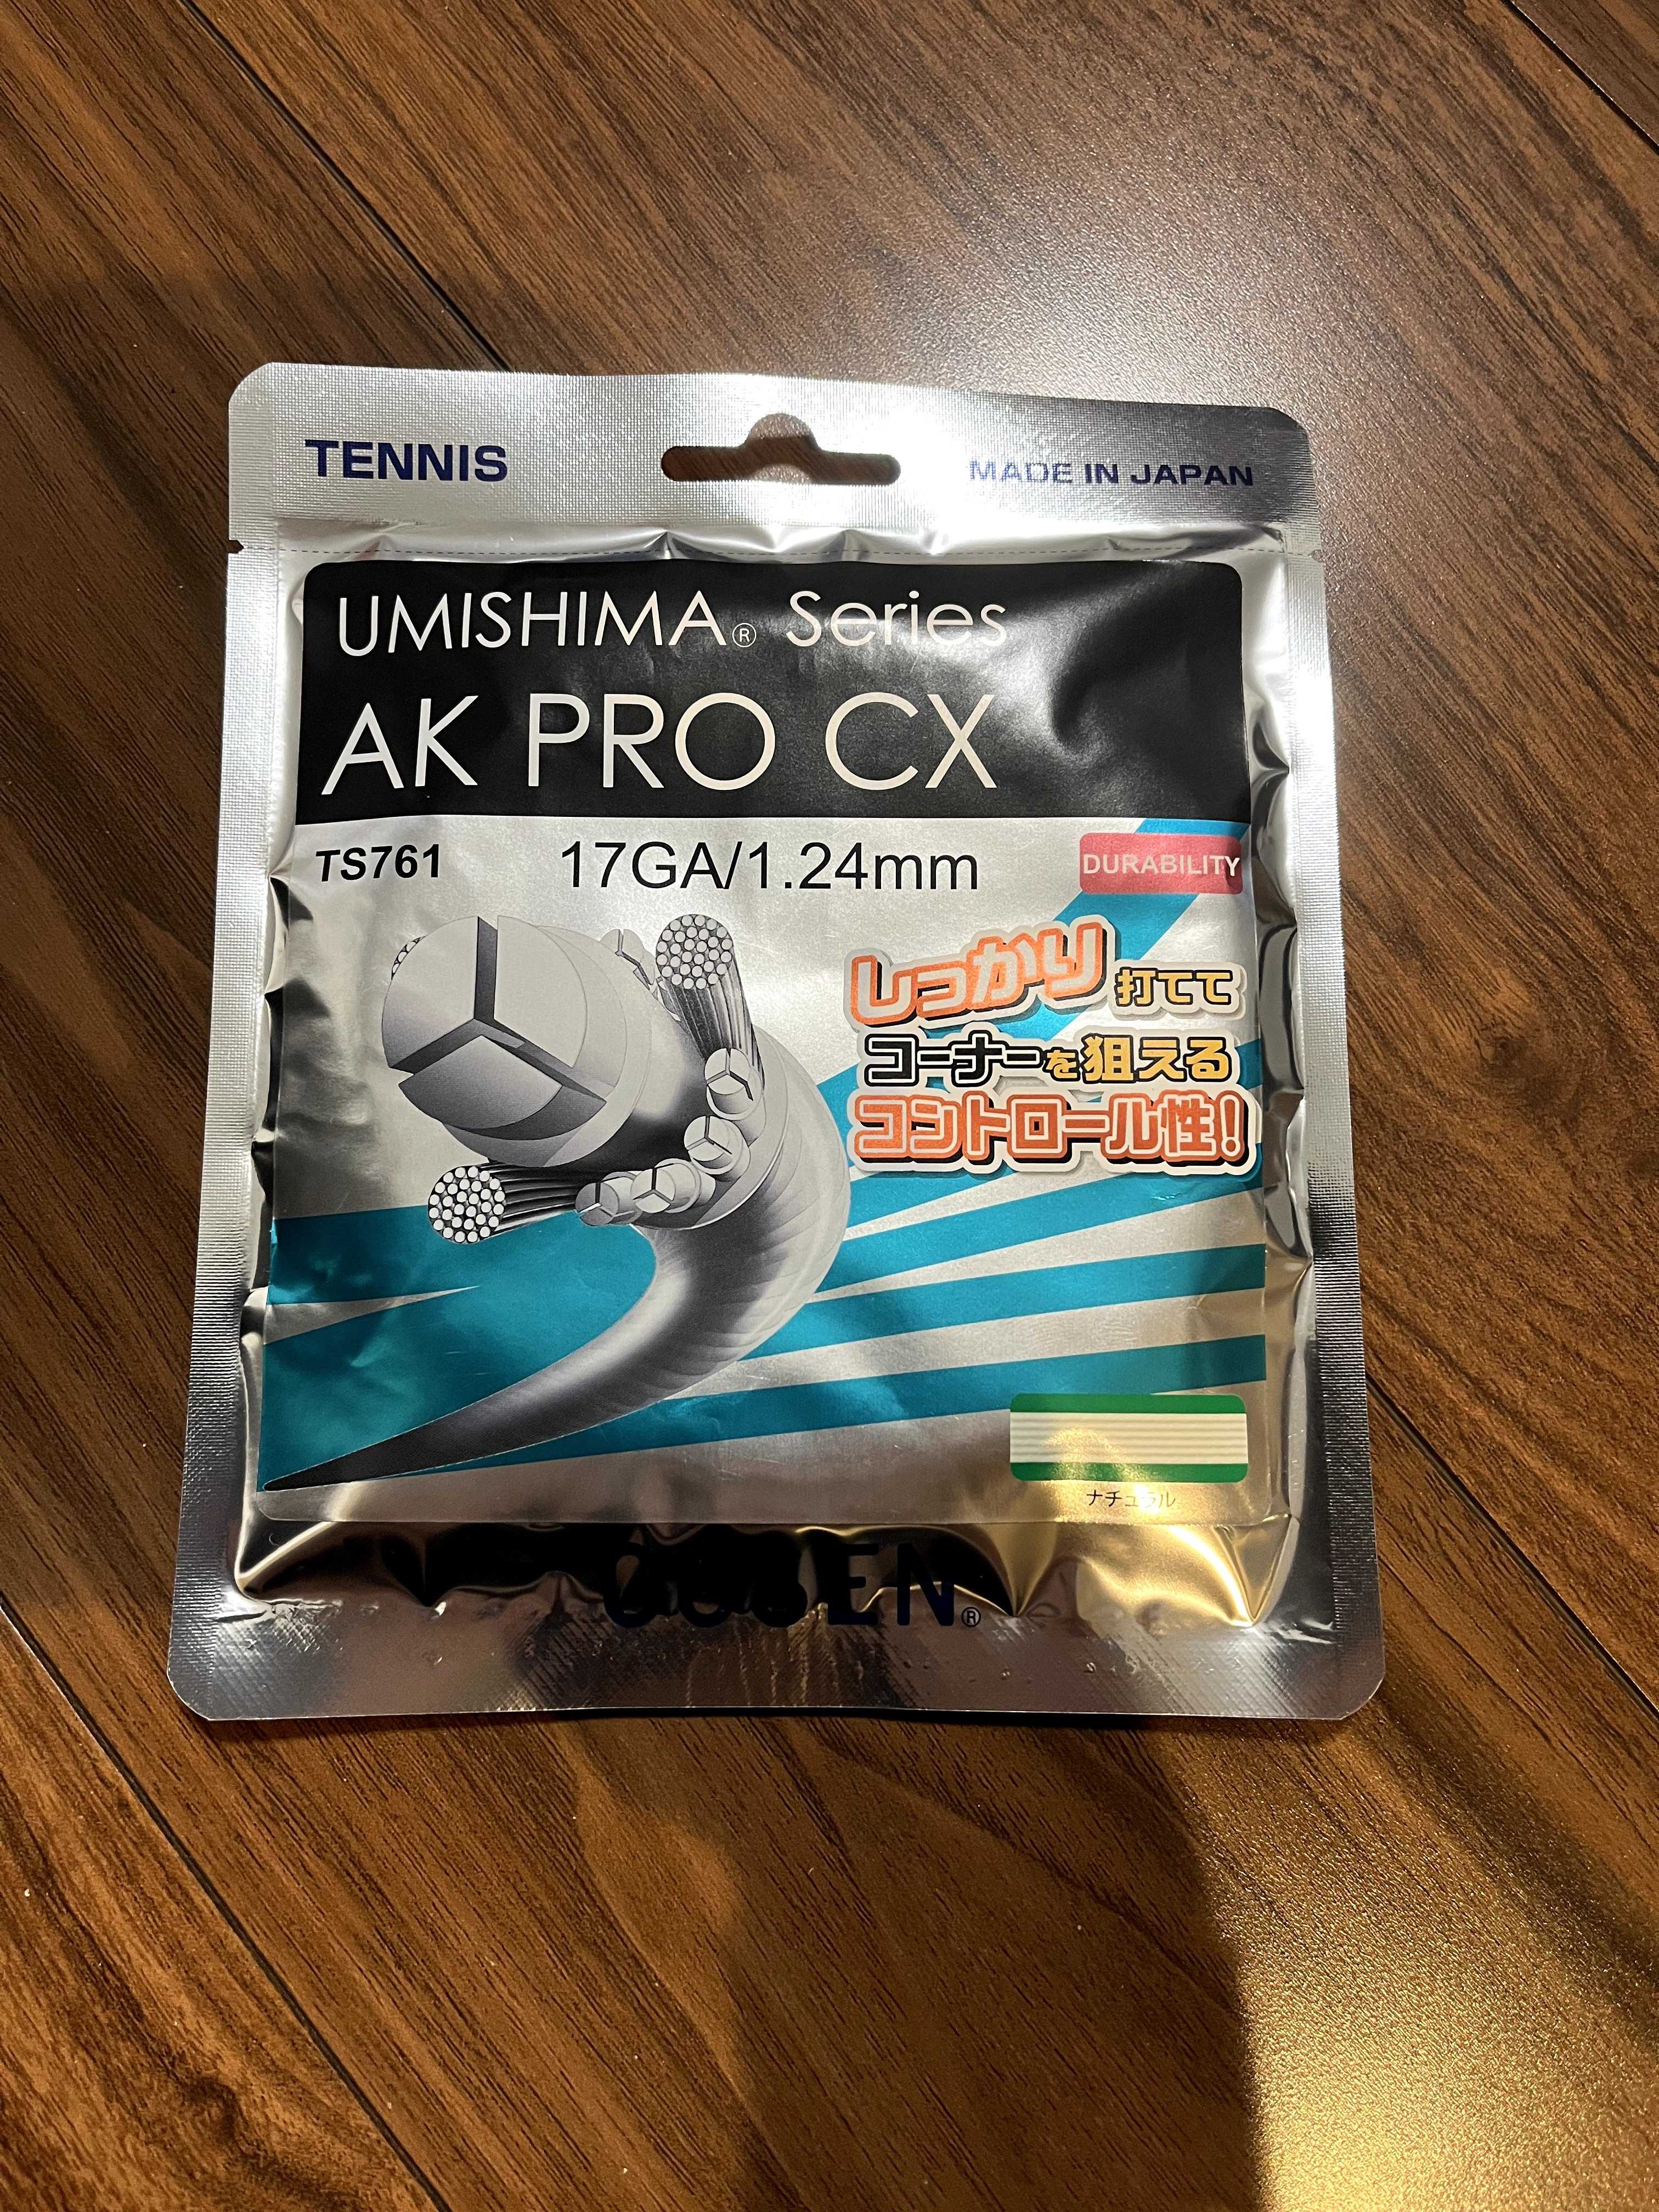 TENNIS MADE IN JAPAN
UMISHIMA® Series
AK PRO CX
TS761 17GA/1.24mm DURABILITY
しっかり打てて
コーナーを狙える
コントロール性!
ナチュラル
GOSEN®